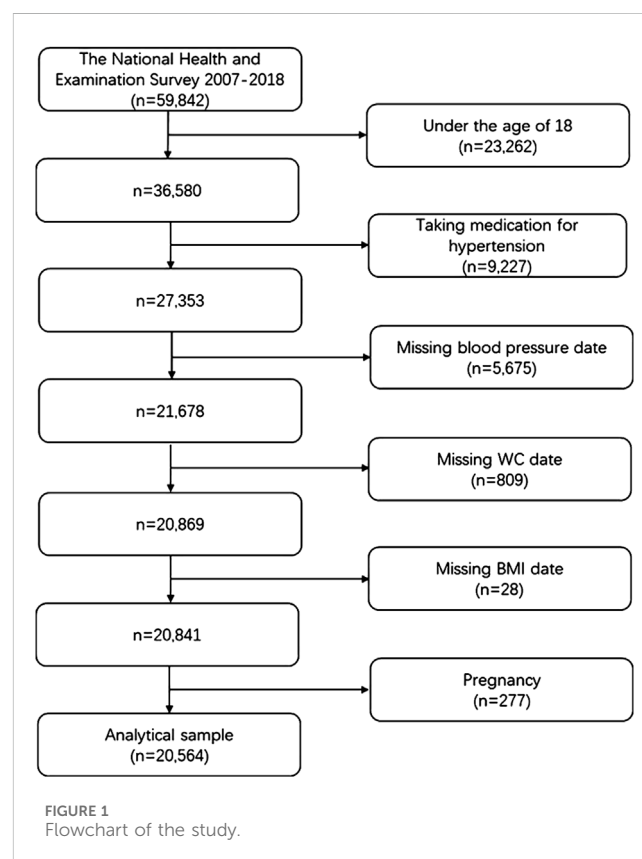 The National Health and
Examination Survey 2007-2018
(n=59,842)
Under the age of 18
(n=23,262)
n=36,580
Taking medication for
hypertension
(n=9,227)
n=27,353
Missing blood pressure date
(n=5,675)
n=21,678
Missing WC date
(n=809)
n=20,869
Missing BMI date
(n=28)
n=20,841
Pregnancy
(n=277)
Analytical sample
(n=20,564)
FIGURE 1
Flowchart of the study.